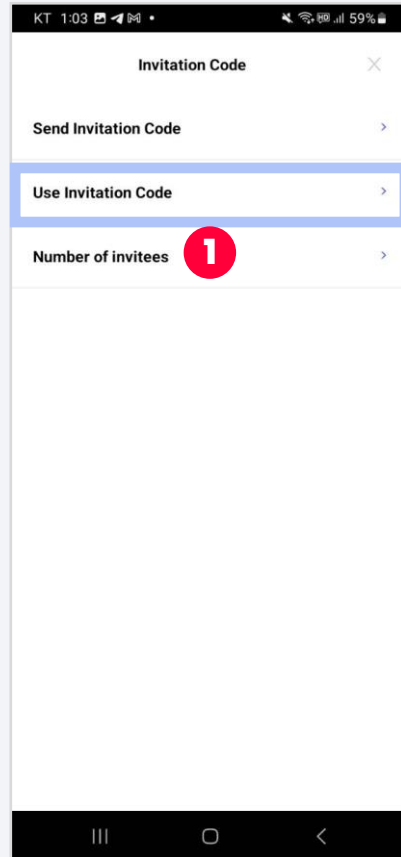 KT 1:03
59%
Invitation Code
Send Invitation Code
Use Invitation Code
Number of invitees
1